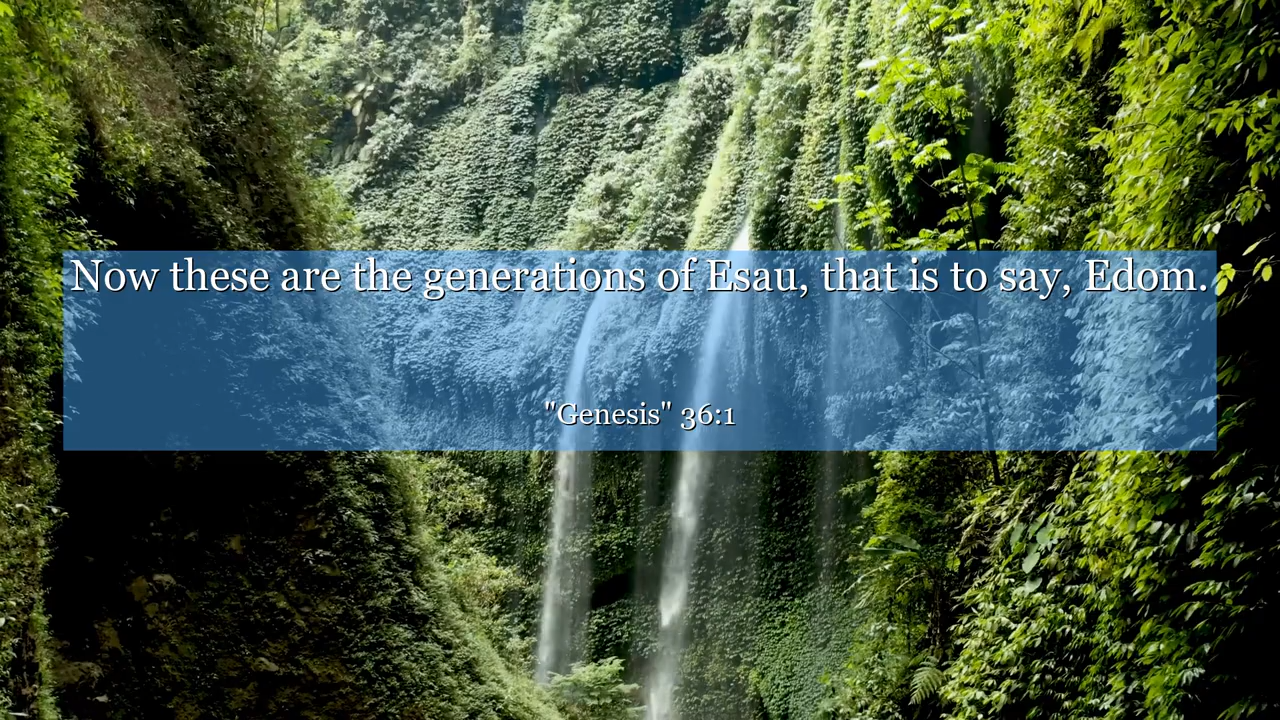 Now these are the generations of Esau, that is to say, Edom.
"Genesis" 36:1